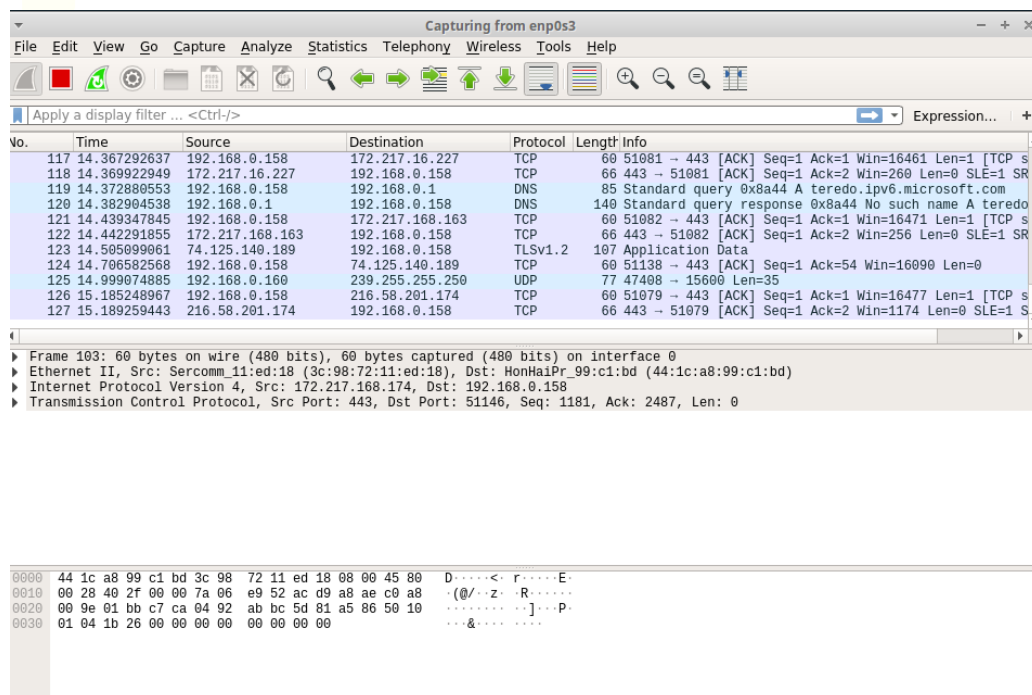 Capturing from enp0s3
File Edit View Go Capture Analyze Statistics Telephony Wireless Tools Help
Apply a display filter ... <Ctrl-/> Expression... +
No. Time Source Destination Protocol Length Info
117 14.367292637 192.168.0.158 172.217.16.227 TCP 60 51081 → 443 [ACK] Seq=1 Ack=1 Win=16461 Len=1 [TCP s
118 14.369922949 172.217.16.227 192.168.0.158 TCP 66 443 → 51081 [ACK] Seq=1 Ack=2 Win=260 Len=0 SLE=1 SR
119 14.372880553 192.168.0.158 192.168.0.1 DNS 85 Standard query 0x8a44 A teredo.ipv6.microsoft.com
120 14.382904538 192.168.0.1 192.168.0.158 DNS 140 Standard query response 0x8a44 No such name A teredo
121 14.439347845 192.168.0.158 172.217.168.163 TCP 60 51082 → 443 [ACK] Seq=1 Ack=1 Win=16471 Len=1 [TCP s
122 14.442291855 172.217.168.163 192.168.0.158 TCP 66 443 → 51082 [ACK] Seq=1 Ack=2 Win=256 Len=0 SLE=1 SR
123 14.505099061 74.125.140.189 192.168.0.158 TLSv1.2 107 Application Data
124 14.706582568 192.168.0.158 74.125.140.189 TCP 60 51138 → 443 [ACK] Seq=1 Ack=54 Win=16090 Len=0
125 14.999074885 192.168.0.160 239.255.255.250 UDP 77 47408 → 15600 Len=35
126 15.185248967 192.168.0.158 216.58.201.174 TCP 60 51079 → 443 [ACK] Seq=1 Ack=1 Win=16477 Len=1 [TCP s
127 15.189259443 216.58.201.174 192.168.0.158 TCP 66 443 → 51079 [ACK] Seq=1 Ack=2 Win=1174 Len=0 SLE=1 S
Frame 103: 60 bytes on wire (480 bits), 60 bytes captured (480 bits) on interface 0
Ethernet II, Src: Sercomm_11:ed:18 (3c:98:72:11:ed:18), Dst: HonHaiPr_99:c1:bd (44:1c:a8:99:c1:bd)
Internet Protocol Version 4, Src: 172.217.168.174, Dst: 192.168.0.158
Transmission Control Protocol, Src Port: 443, Dst Port: 51146, Seq: 1181, Ack: 2487, Len: 0
0000 44 1c a8 99 c1 bd 3c 98 72 11 ed 18 08 00 45 80 D·····<· r·····E·
0010 00 28 40 2f 00 00 7a 06 e9 52 ac d9 a8 ae c0 a8 ·(@/··z· ·R······
0020 00 9e 01 bb c7 ca 04 92 ab bc 5d 81 a5 86 50 10 ········ ··]···P·
0030 01 04 1b 26 00 00 00 00 00 00 00 00 ···&···· ····